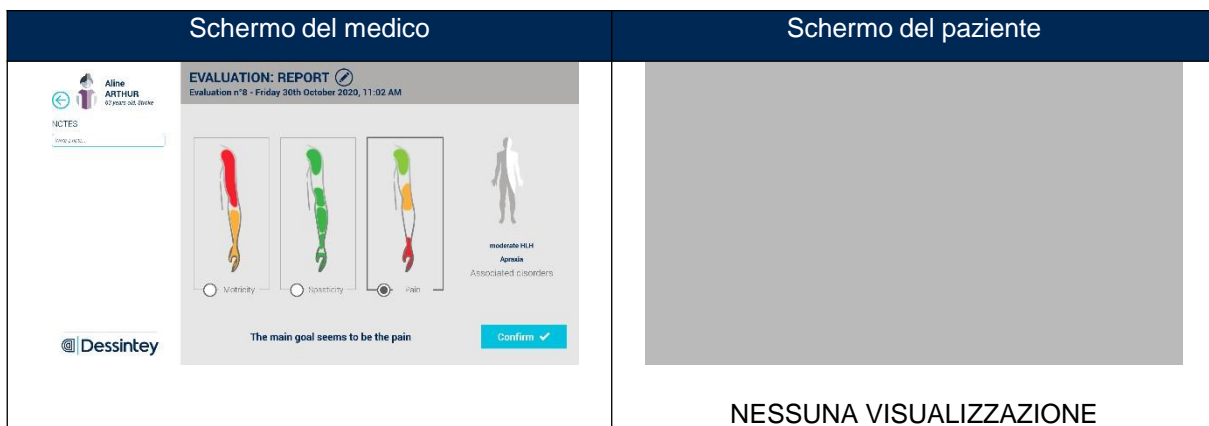 Schermo del medico
Schermo del paziente
Aline
ARTHUR
63 years old, Stroke
NOTES
Write a note...
EVALUATION: REPORT
Evaluation n°8 - Friday 30th October 2020, 11:02 AM
Motricity
Spasticity
Pain
moderate HLH
Apraxia
Associated disorders
The main goal seems to be the pain
Confirm
Dessintey
NESSUNA VISUALIZZAZIONE